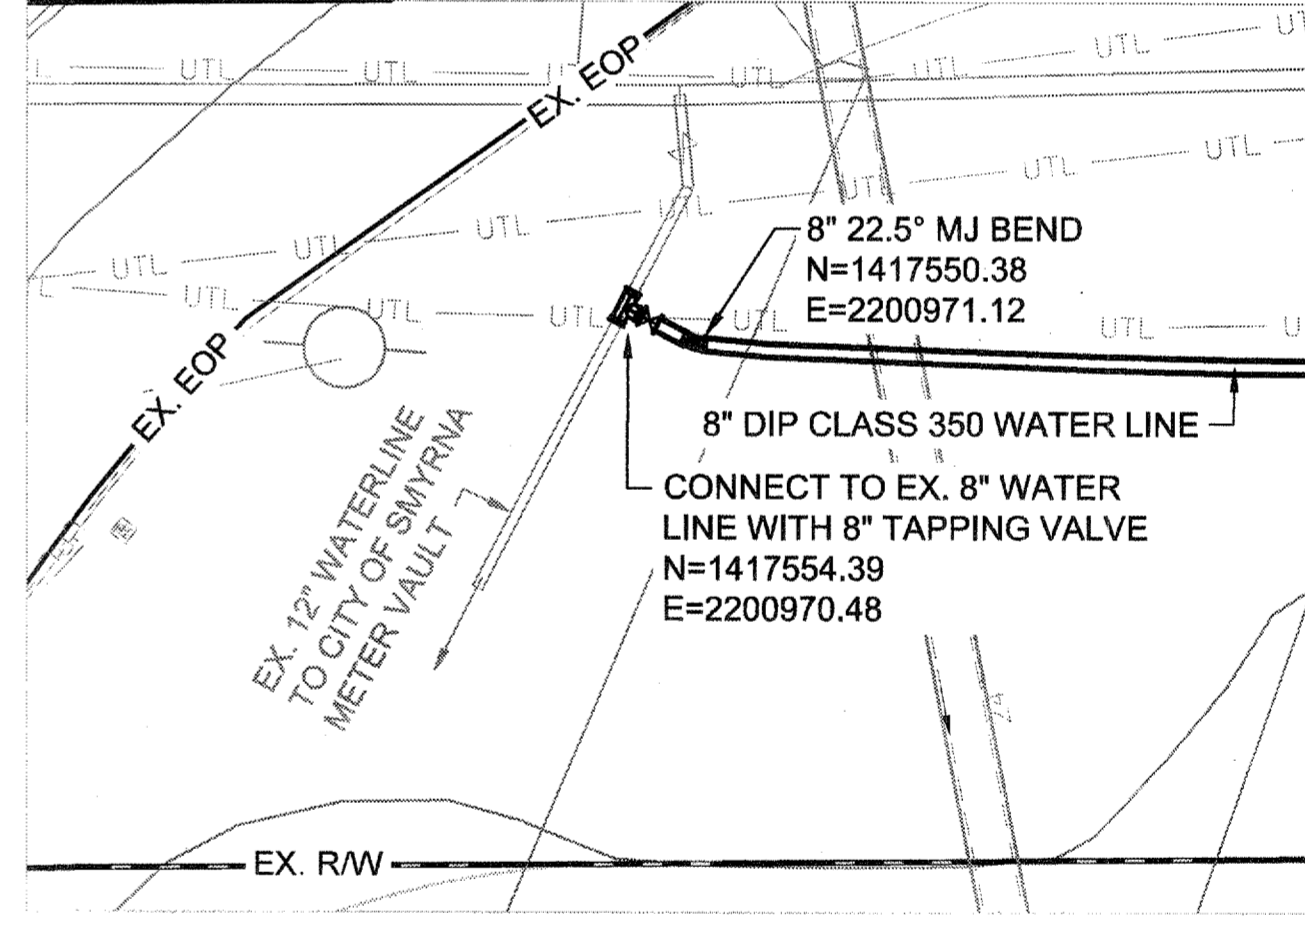 UTL UTL UTL UTL UTL
EX. EOP
UTL UTL UTL UTL UTL UTL UTL
8" 22.5° MJ BEND
N=1417550.38
E=2200971.12
UTL UTL UTL UTL UTL
EX. EOP
8" DIP CLASS 350 WATER LINE
CONNECT TO EX. 8" WATER
LINE WITH 8" TAPPING VALVE
N=1417554.39
E=2200970.48
EX. 12" WATERLINE
TO CITY OF SMYRNA
METER VAULT
EX. R/W